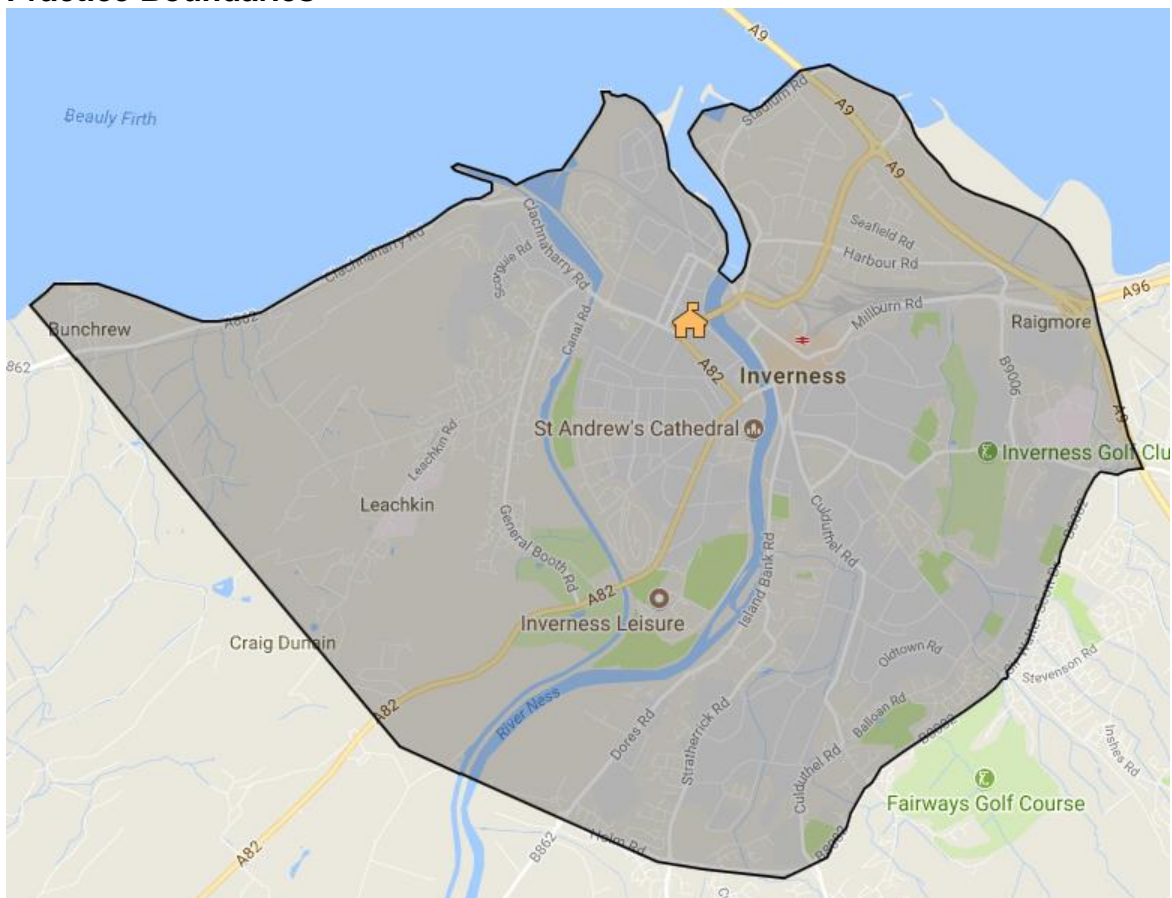 Practice Boundaries
A9
Beauly Firth
Stadium Rd
A9
A9
Clachnaharry Rd
Seafield Rd
Clachnaharry Rd
Harbour Rd
A96
Scorguie Rd
Millburn Rd
Raigmore
Bunchrew
A862
Canal Rd
862
A82
B9006
Inverness
A9
St Andrew's Cathedral
Inverness Golf Clu
Leachkin Rd
Leachkin
General Booth Rd
Culduthel Rd
B8082
Island Bank Rd
A82
Inverness Leisure
Craig Dunain
Oldtown Rd
Stevenson Rd
River Ness
A82
Dores Rd
Stratherrick Rd
Balloan Rd
B8082
Inshes Rd
Culduthel Rd
Fairways Golf Course
Holm Rd
B862
A82
B8082